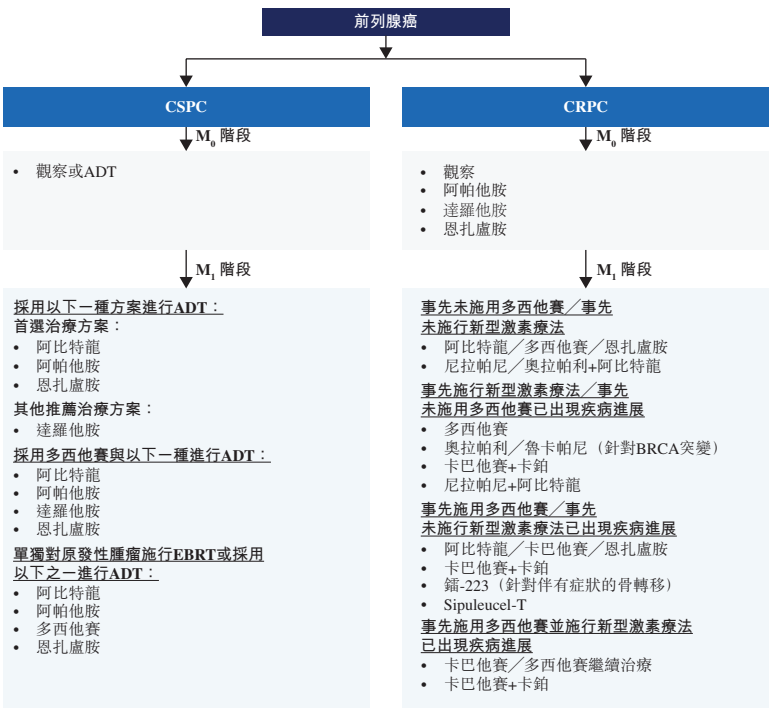 前列腺癌
CSPC
M0 階段
• 觀察或ADT
M1 階段
採用以下一種方案進行ADT：
首選治療方案：
• 阿比特龍
• 阿帕他胺
• 恩扎盧胺
其他推薦治療方案：
• 達羅他胺
採用多西他賽與以下一種進行ADT：
• 阿比特龍
• 阿帕他胺
• 達羅他胺
• 恩扎盧胺
單獨對原發性腫瘤施行EBRT或採用
以下之一進行ADT：
• 阿比特龍
• 阿帕他胺
• 多西他賽
• 恩扎盧胺
CRPC
M0 階段
• 觀察
• 阿帕他胺
• 達羅他胺
• 恩扎盧胺
M1 階段
事先未施用多西他賽／事先
未施行新型激素療法
• 阿比特龍／多西他賽／恩扎盧胺
• 尼拉帕尼／奧拉帕利+阿比特龍
事先施行新型激素療法／事先
未施用多西他賽已出現疾病進展
• 多西他賽
• 奧拉帕利／魯卡帕尼（針對BRCA突變）
• 卡巴他賽+卡鉑
• 尼拉帕尼+阿比特龍
事先施用多西他賽／事先
未施行新型激素療法已出現疾病進展
• 阿比特龍／卡巴他賽／恩扎盧胺
• 卡巴他賽+卡鉑
• 鐳-223（針對伴有症狀的骨轉移）
• Sipuleucel-T
事先施用多西他賽並施行新型激素療法
已出現疾病進展
• 卡巴他賽／多西他賽繼續治療
• 卡巴他賽+卡鉑